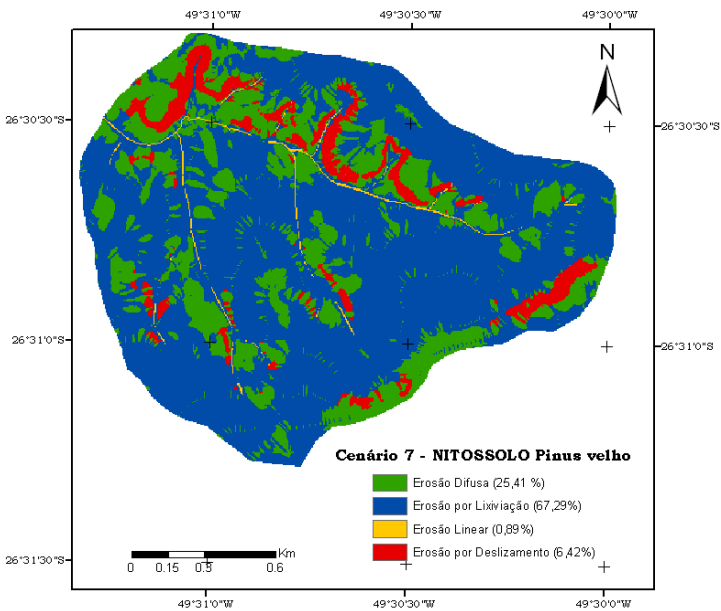 49°31'0"W 49°30'30"W 49°30'0"W
N
26°30'30"S 26°30'30"S
26°31'0"S 26°31'0"S
Cenário 7 - NITOSSOLO Pinus velho
Erosão Difusa (25,41 %)
Erosão por Lixiviação (67,29%)
Erosão Linear (0,89%)
Erosão por Deslizamento (6,42%)
Km
0 0.15 0.3 0.6
26°31'30"S 26°31'30"S
49°31'0"W 49°30'30"W 49°30'0"W